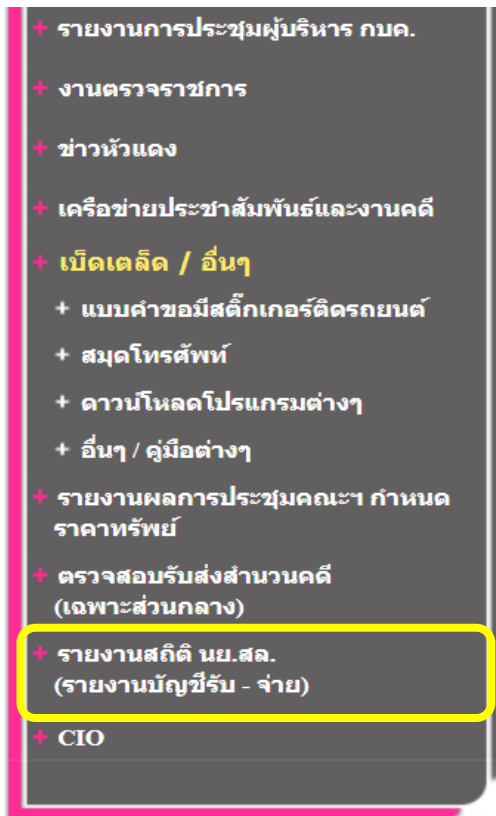 + รายงานการประชุมผู้บริหาร กบค.
+ งานตรวจราชการ
+ ข่าวหัวแดง
+ เครือข่ายประชาสัมพันธ์และงานคดี
+ เบ็ดเตล็ด / อื่นๆ
+ แบบคำขอมีสติ๊กเกอร์ติดรถยนต์
+ สมุดโทรศัพท์
+ ดาวน์โหลดโปรแกรมต่างๆ
+ อื่นๆ / คู่มือต่างๆ
+ รายงานผลการประชุมคณะฯ กำหนด
ราคาทรัพย์
+ ตรวจสอบรับส่งสำนวนคดี
(เฉพาะส่วนกลาง)
+ รายงานสถิติ นย.สล.
(รายงานบัญชีรับ - จ่าย)
+ CIO